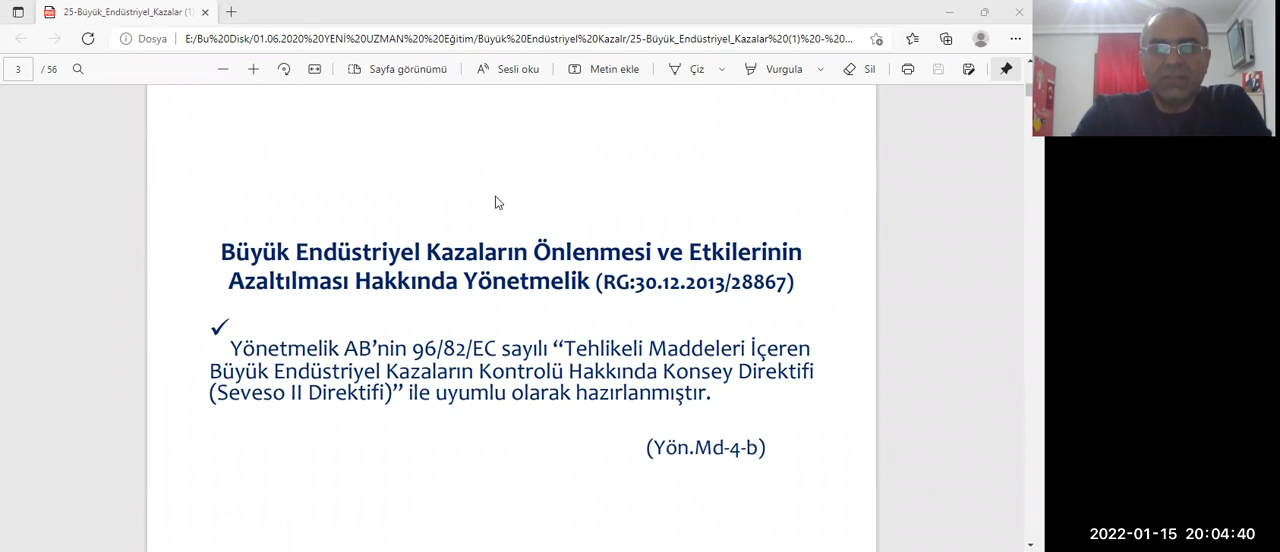 25-Büyük_Endüstriyel_Kazalar (1)
Dosya
E:/Bu%20Disk/01.06.2020%20YENİ%20UZMAN%20%20Eğitim/Büyük%20Endüstriyel%20Kazalr/25-Büyük_Endüstriyel_Kazalar%20(1)%20-%20...
3 / 56
Sayfa görünümü
Sesli oku
Metin ekle
Çiz
Vurgula
Sil
Büyük Endüstriyel Kazaların Önlenmesi ve Etkilerinin
Azaltılması Hakkında Yönetmelik (RG:30.12.2013/28867)
✓
Yönetmelik AB’nin 96/82/EC sayılı “Tehlikeli Maddeleri İçeren
Büyük Endüstriyel Kazaların Kontrolü Hakkında Konsey Direktifi
(Seveso II Direktifi)” ile uyumlu olarak hazırlanmıştır.
(Yön.Md-4-b)
2022-01-15 20:04:40